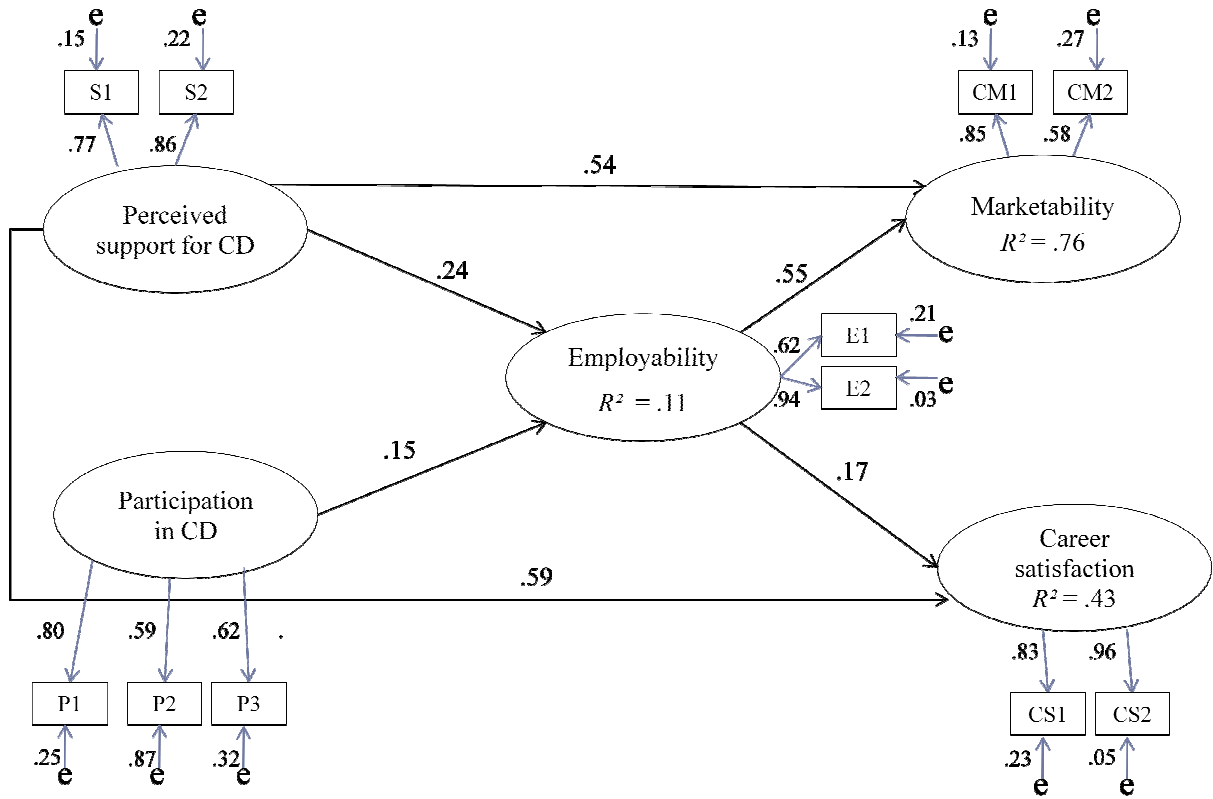 e e e e
.15 .22 .13 .27
S1 S2 CM1 CM2
.77 .86 .85 .58
.54
Perceived
support for CD
Marketability
R² = .76
.24
.55
Employability
R² = .11
.62
E1
.21
e
.94
E2
.03
e
.15
.17
Participation
in CD
Career
satisfaction
R² = .43
.59
.80 .59 .62 .
.83 .96
P1 P2 P3
CS1 CS2
.25 .87 .32
e e e
.23 .05
e e